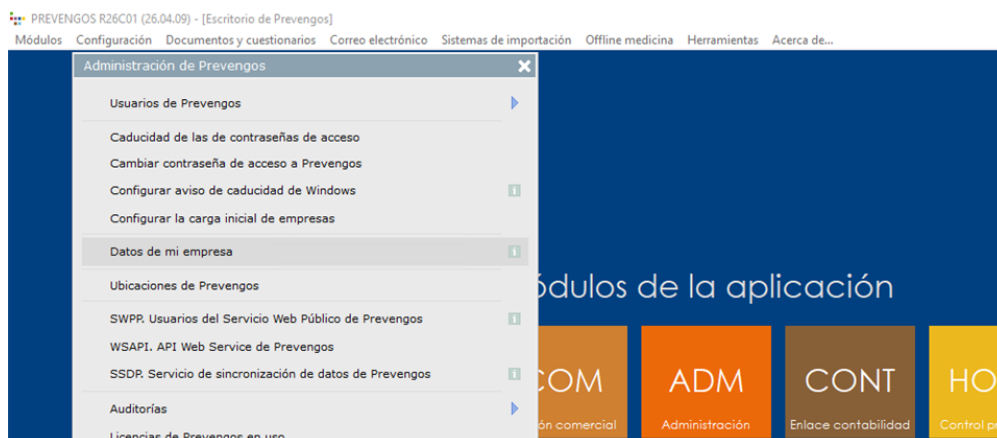 PREVENGOS R26C01 (26.04.09) - [Escritorio de Prevengos]
Módulos Configuración Documentos y cuestionarios Correo electrónico Sistemas de importación Offline medicina Herramientas Acerca de...
Administración de Prevengos
Usuarios de Prevengos
Caducidad de las de contraseñas de acceso
Cambiar contraseña de acceso a Prevengos
Configurar aviso de caducidad de Windows
Configurar la carga inicial de empresas
Datos de mi empresa
Ubicaciones de Prevengos
SWPP. Usuarios del Servicio Web Público de Prevengos
WSAPI. API Web Service de Prevengos
SSDP. Servicio de sincronización de datos de Prevengos
Auditorías
Licencias de Prevengos en uso
ódulos de la aplicación
COM
ón comercial
ADM
Administración
CONT
Enlace contabilidad
HO
Control p